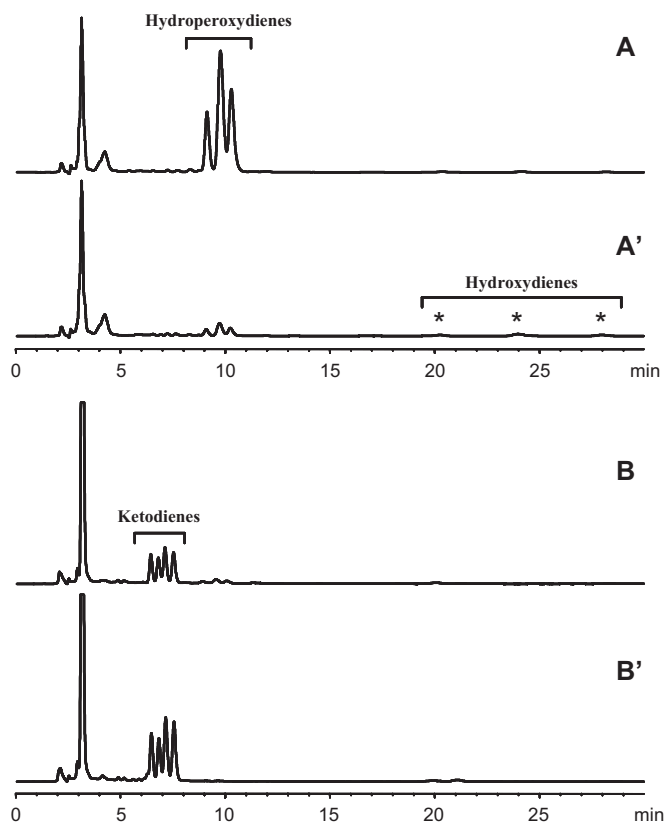 Hydroperoxydienes
A
A'
Hydroxydienes
* * *
0 5 10 15 20 25 min
B
Ketodienes
B'
0 5 10 15 20 25 min